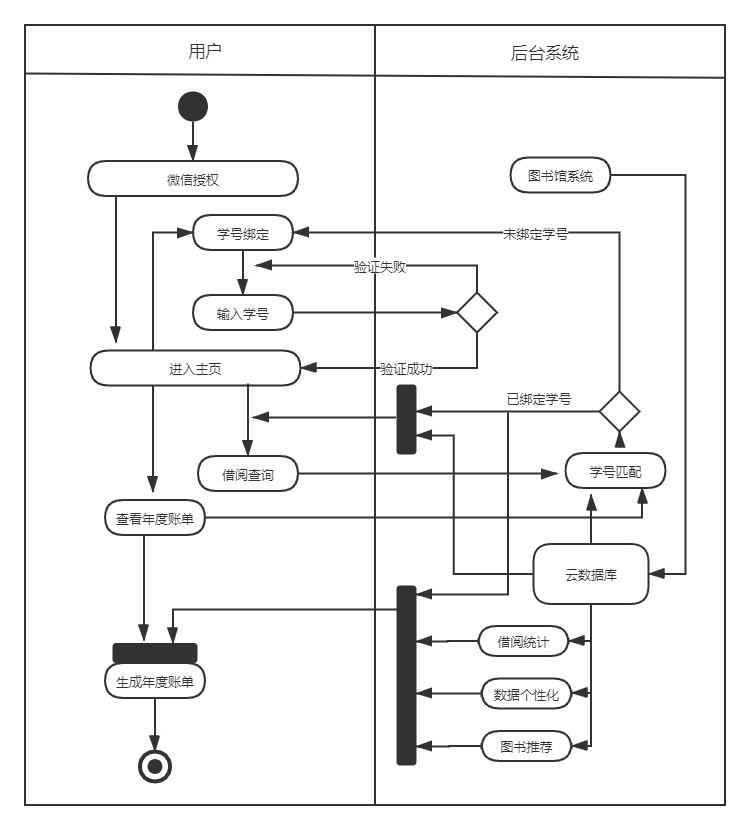 用户
后台系统
微信授权
图书馆系统
学号绑定
未绑定学号
验证失败
输入学号
进入主页
验证成功
已绑定学号
借阅查询
学号匹配
查看年度账单
云数据库
借阅统计
生成年度账单
数据个性化
图书推荐